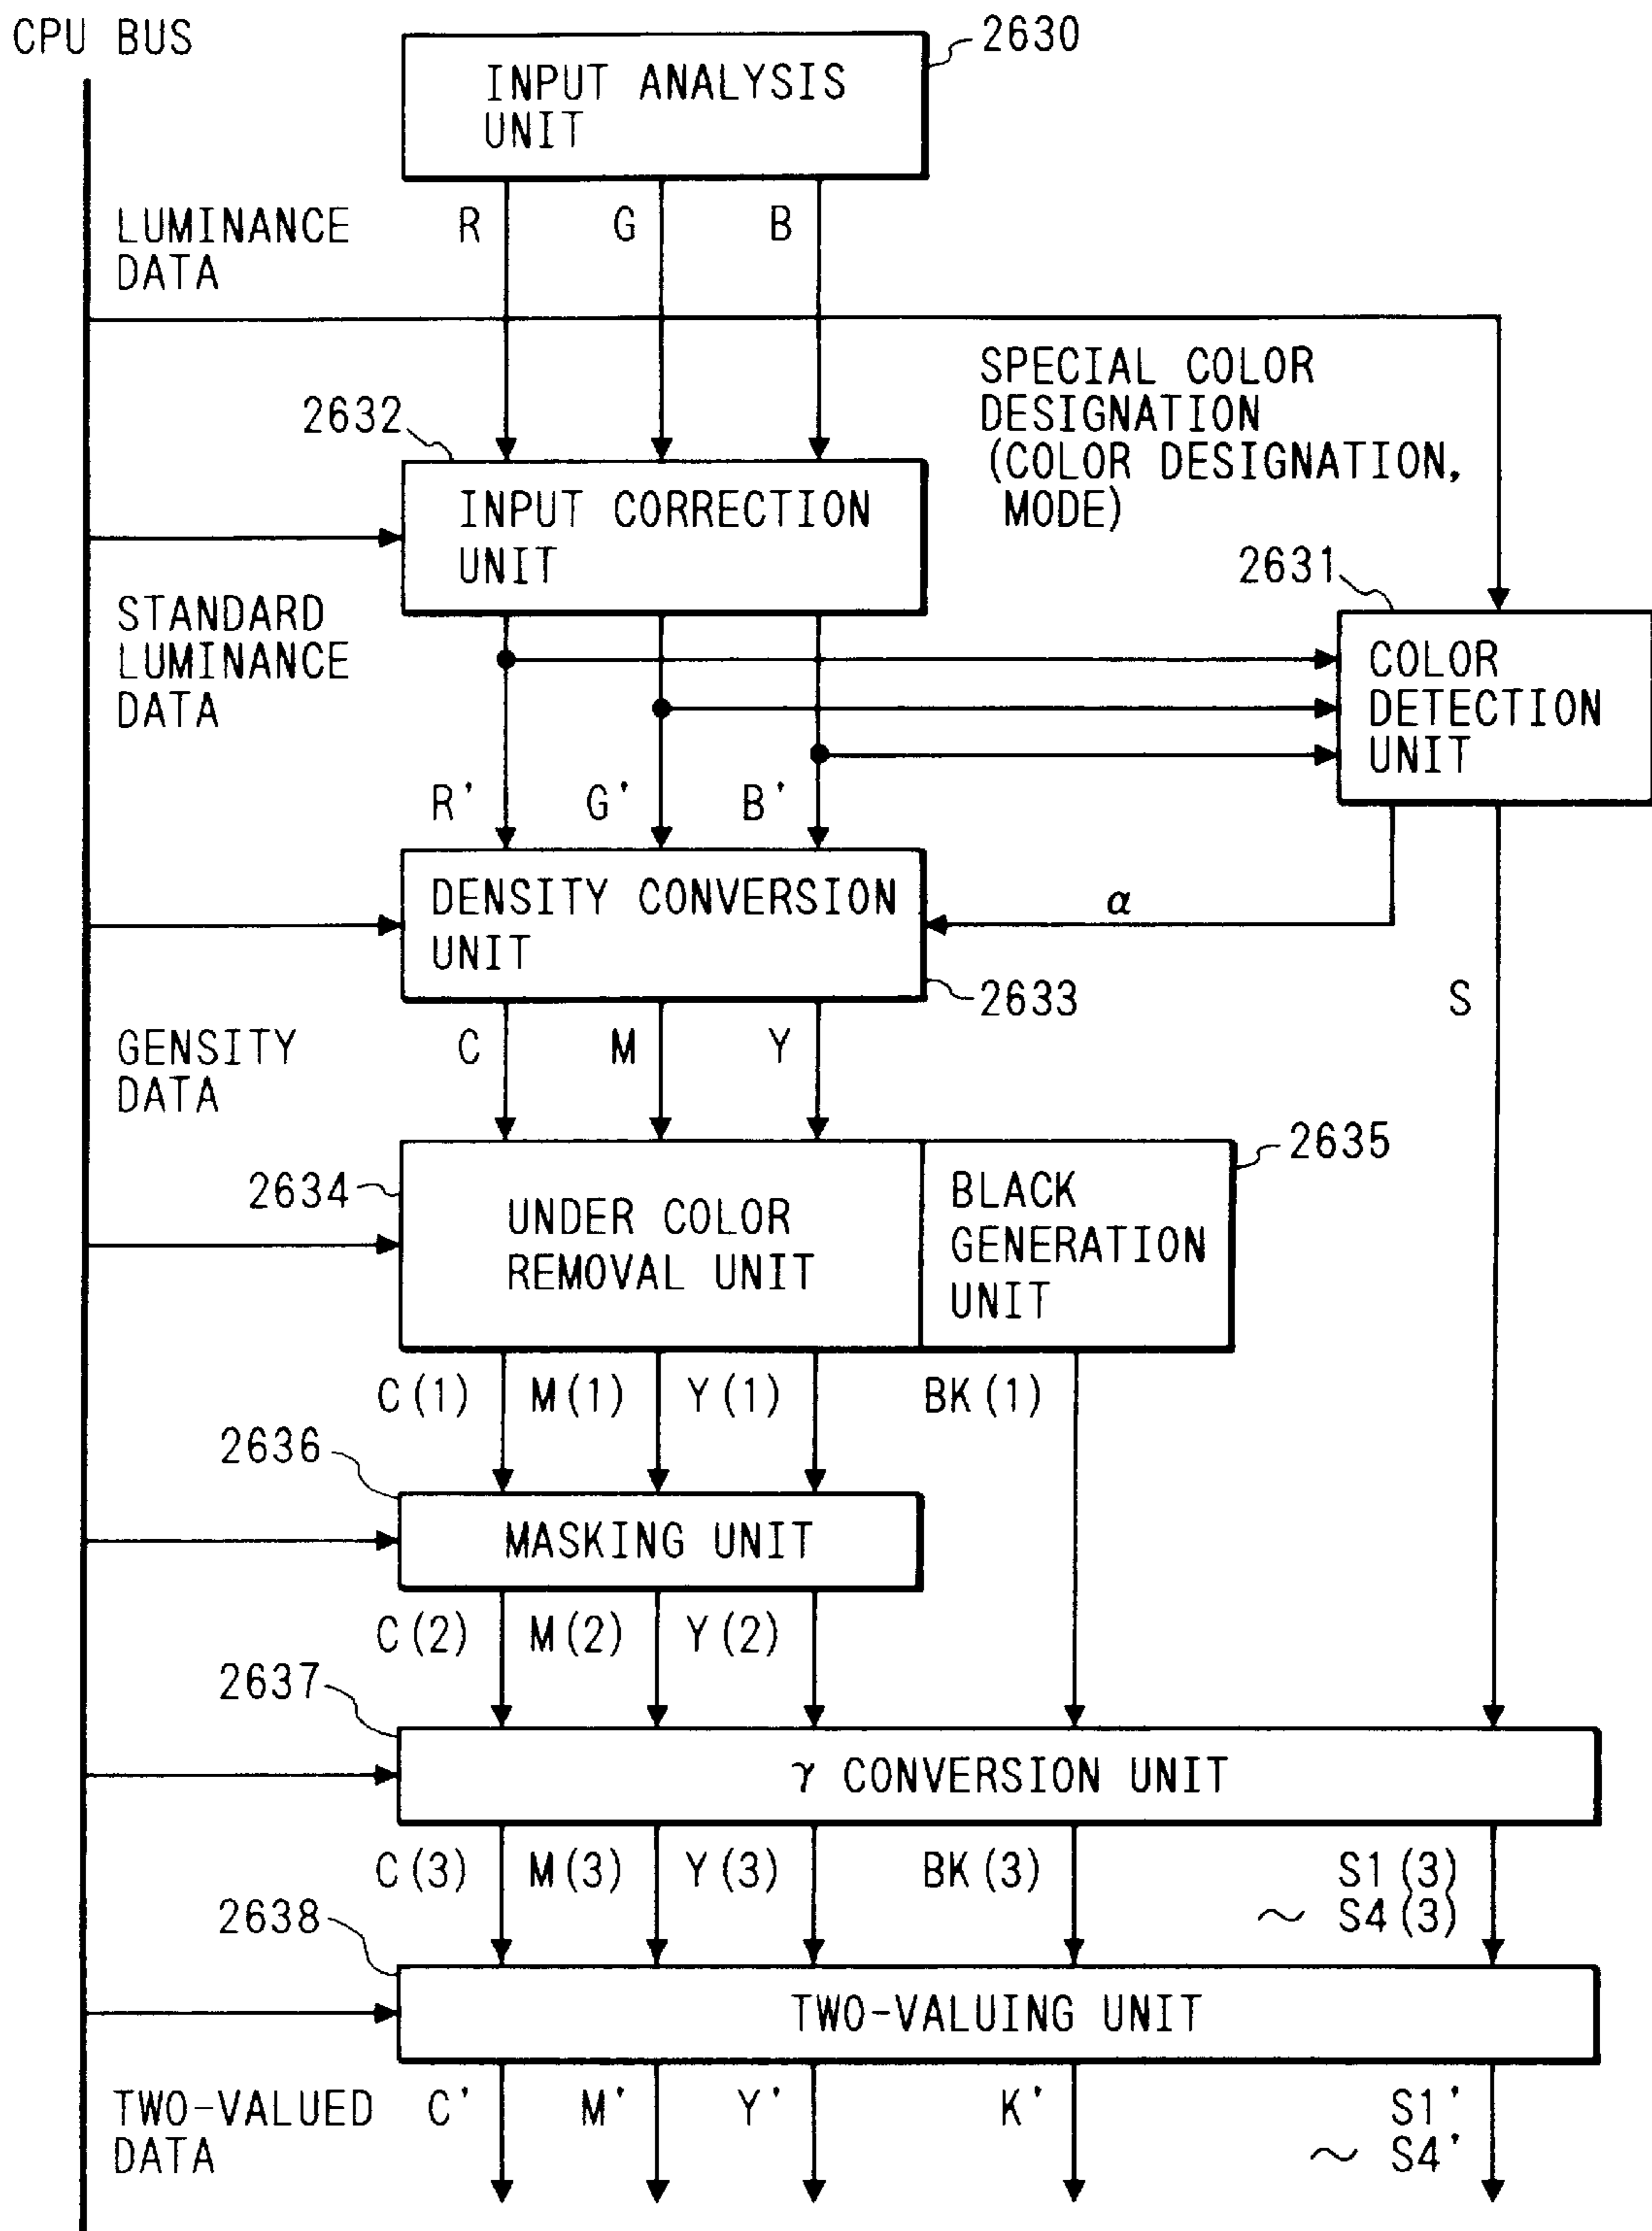 CPU BUS
2630
INPUT ANALYSIS
UNIT
LUMINANCE
DATA
R
G
B
SPECIAL COLOR
DESIGNATION
(COLOR DESIGNATION,
MODE)
2632
INPUT CORRECTION
UNIT
2631
STANDARD
LUMINANCE
DATA
COLOR
DETECTION
UNIT
R'
G'
B'
DENSITY CONVERSION
UNIT
α
2633
S
GENSITY
DATA
C
M
Y
2635
2634
UNDER COLOR
REMOVAL UNIT
BLACK
GENERATION
UNIT
C(1)
M(1)
Y(1)
BK(1)
2636
MASKING UNIT
C(2)
M(2)
Y(2)
2637
γ CONVERSION UNIT
C(3)
M(3)
Y(3)
BK(3)
S1(3)
~ S4(3)
2638
TWO-VALUING UNIT
TWO-VALUED
DATA
C'
M'
Y'
K'
S1'
~ S4'